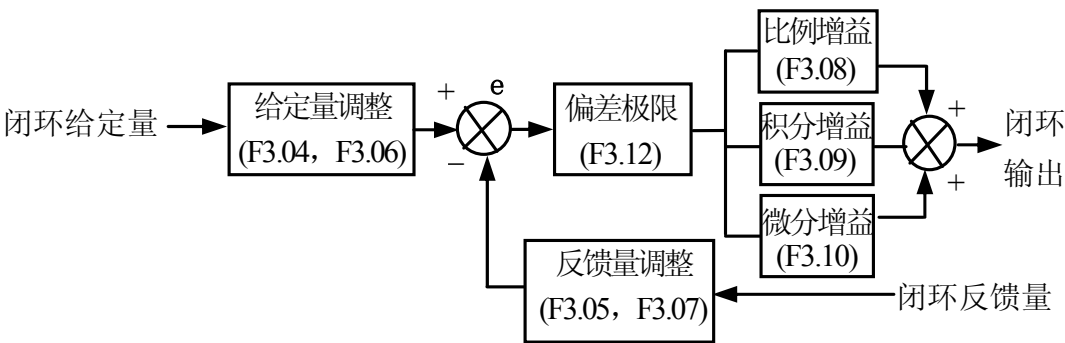 闭环给定量
给定量调整
(F3.04，F3.06)
+
−
e
偏差极限
(F3.12)
比例增益
(F3.08)
积分增益
(F3.09)
微分增益
(F3.10)
+
+
闭环
输出
反馈量调整
(F3.05，F3.07)
闭环反馈量